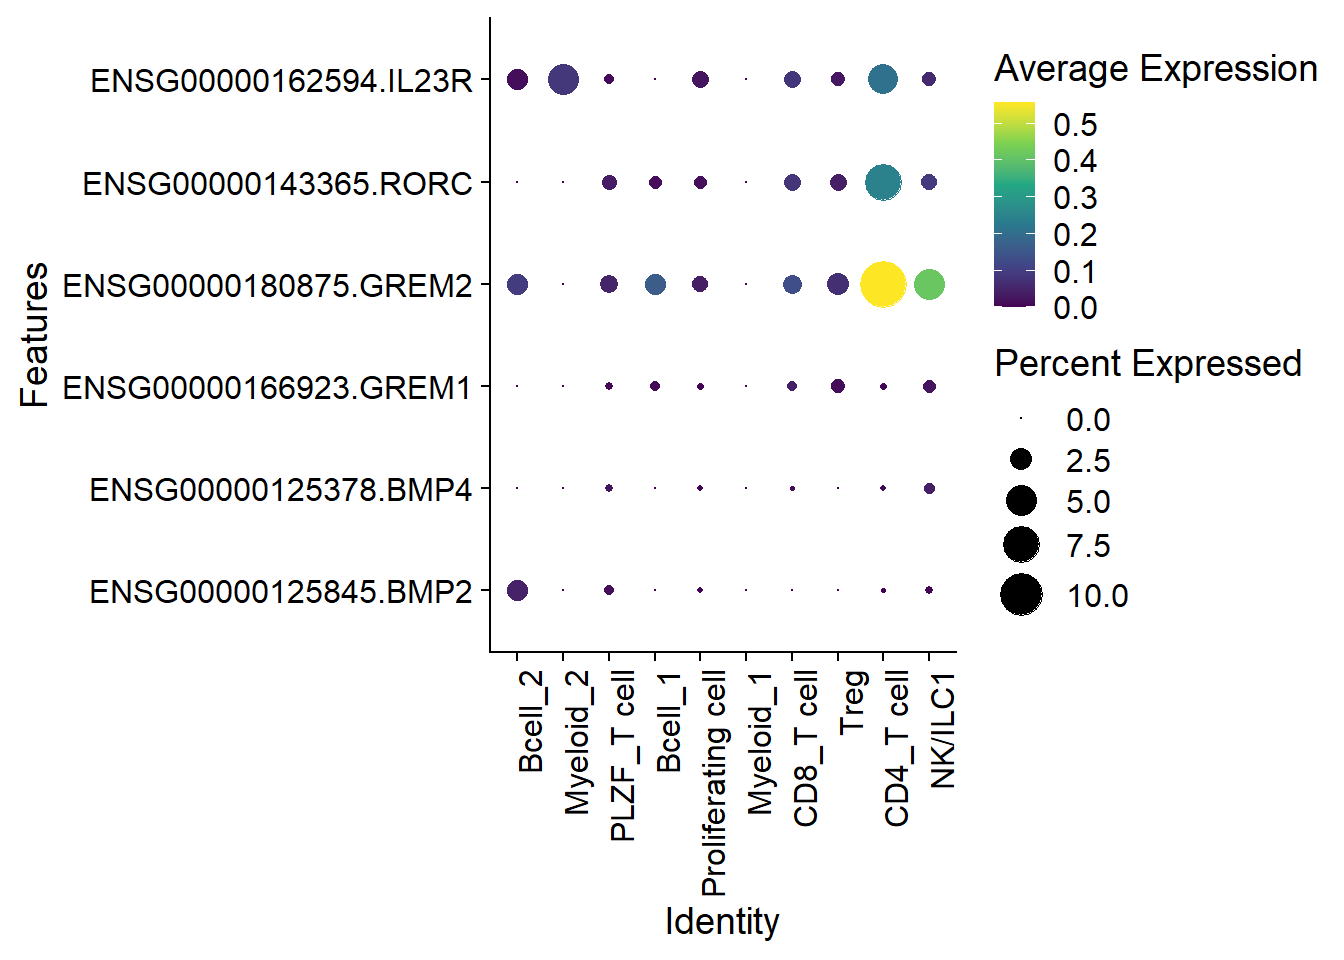 ENSG00000162594.IL23R
ENSG00000143365.RORC
ENSG00000180875.GREM2
ENSG00000166923.GREM1
ENSG00000125378.BMP4
ENSG00000125845.BMP2
Features
Bcell_2
Myeloid_2
PLZF_T cell
Bcell_1
Proliferating cell
Myeloid_1
CD8_T cell
Treg
CD4_T cell
NK/ILC1
Identity
Average Expression
0.5
0.4
0.3
0.2
0.1
0.0
Percent Expressed
0.0
2.5
5.0
7.5
10.0